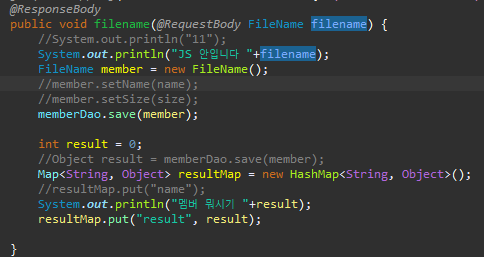 @ResponseBody
public void filename(@RequestBody FileName filename) {
//System.out.println("11");
System.out.println("JS 안입니다 "+filename);
FileName member = new FileName();
//member.setName(name);
//member.setSize(size);
memberDao.save(member);
int result = 0;
//Object result = memberDao.save(member);
Map<String, Object> resultMap = new HashMap<String, Object>();
//resultMap.put("name");
System.out.println("멤버 뭐시기 "+result);
resultMap.put("result", result);
}